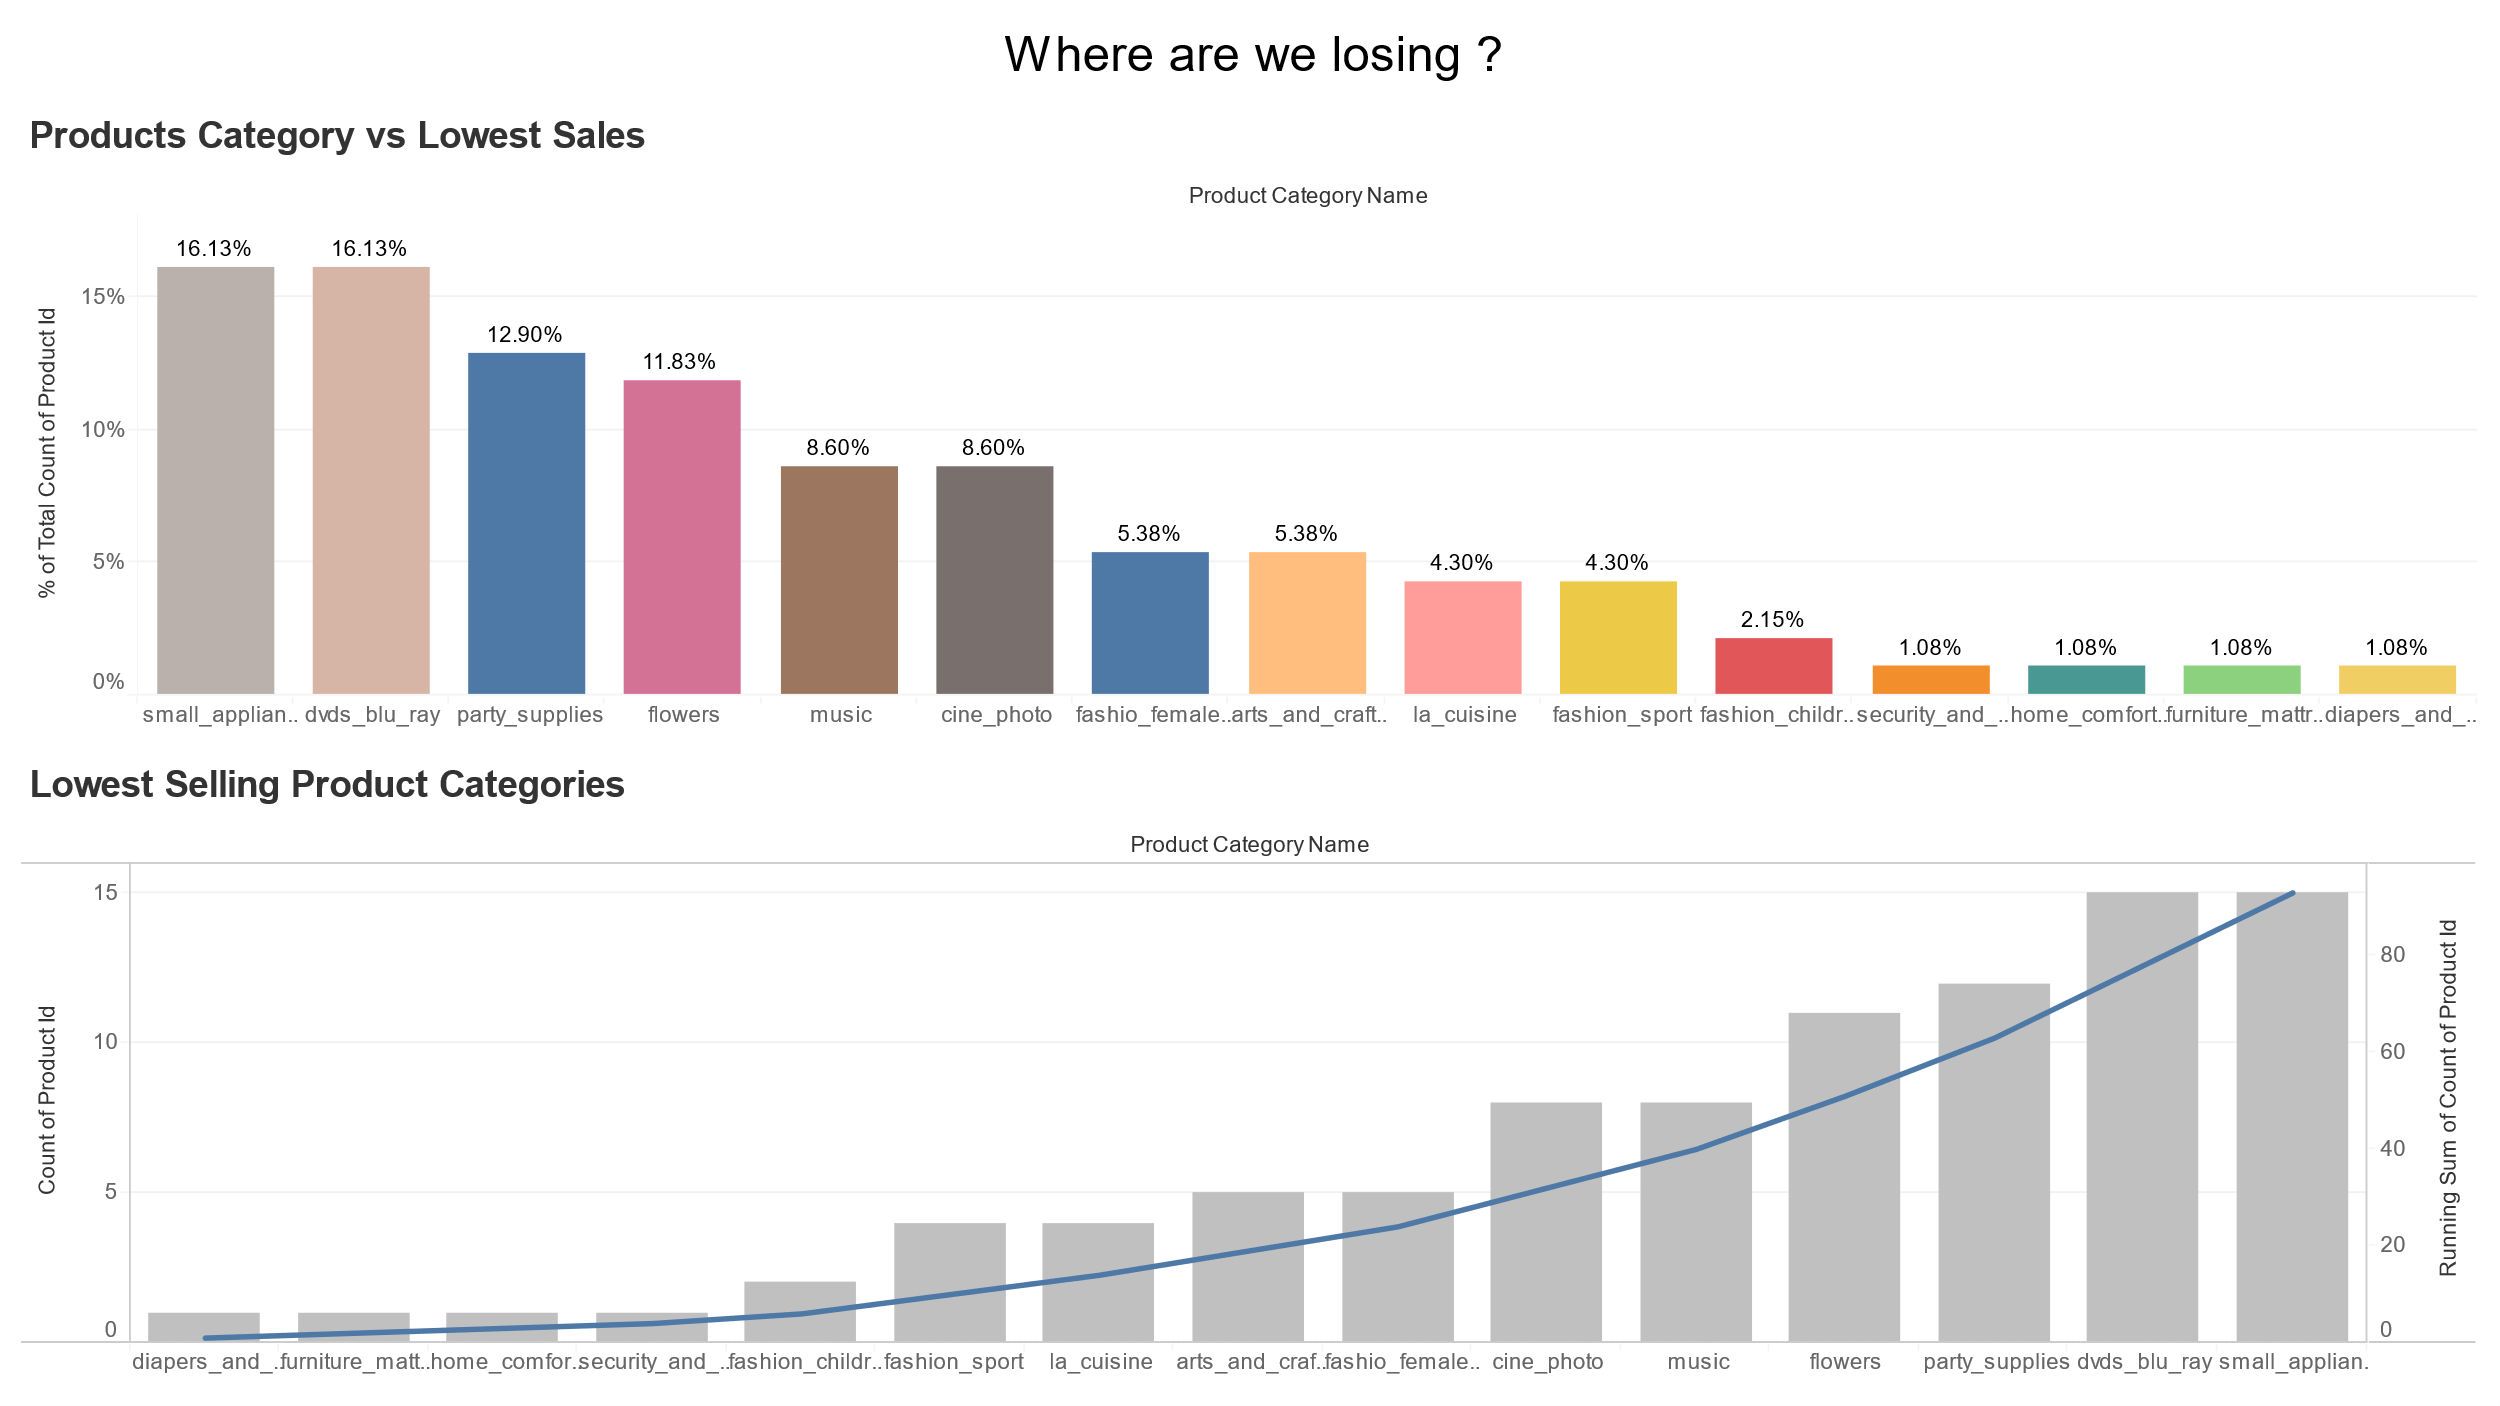 Where are we losing ?
Products Category vs Lowest Sales
Product Category Name
% of Total Count of Product Id
15%
10%
5%
0%
16.13% 16.13% 12.90% 11.83% 8.60% 8.60% 5.38% 5.38% 4.30% 4.30% 2.15% 1.08% 1.08% 1.08% 1.08%
small_applian.. dvds_blu_ray party_supplies flowers music cine_photo fashio_female.. arts_and_craft.. la_cuisine fashion_sport fashion_childr.. security_and_.. home_comfort.. furniture_mattr.. diapers_and_..
Lowest Selling Product Categories
Product Category Name
Count of Product Id
15
10
5
0
80
60
40
20
0
Running Sum of Count of Product Id
diapers_and_.. furniture_matt.. home_comfor.. security_and_.. fashion_childr.. fashion_sport la_cuisine arts_and_craf.. fashio_female.. cine_photo music flowers party_supplies dvds_blu_ray small_applian.